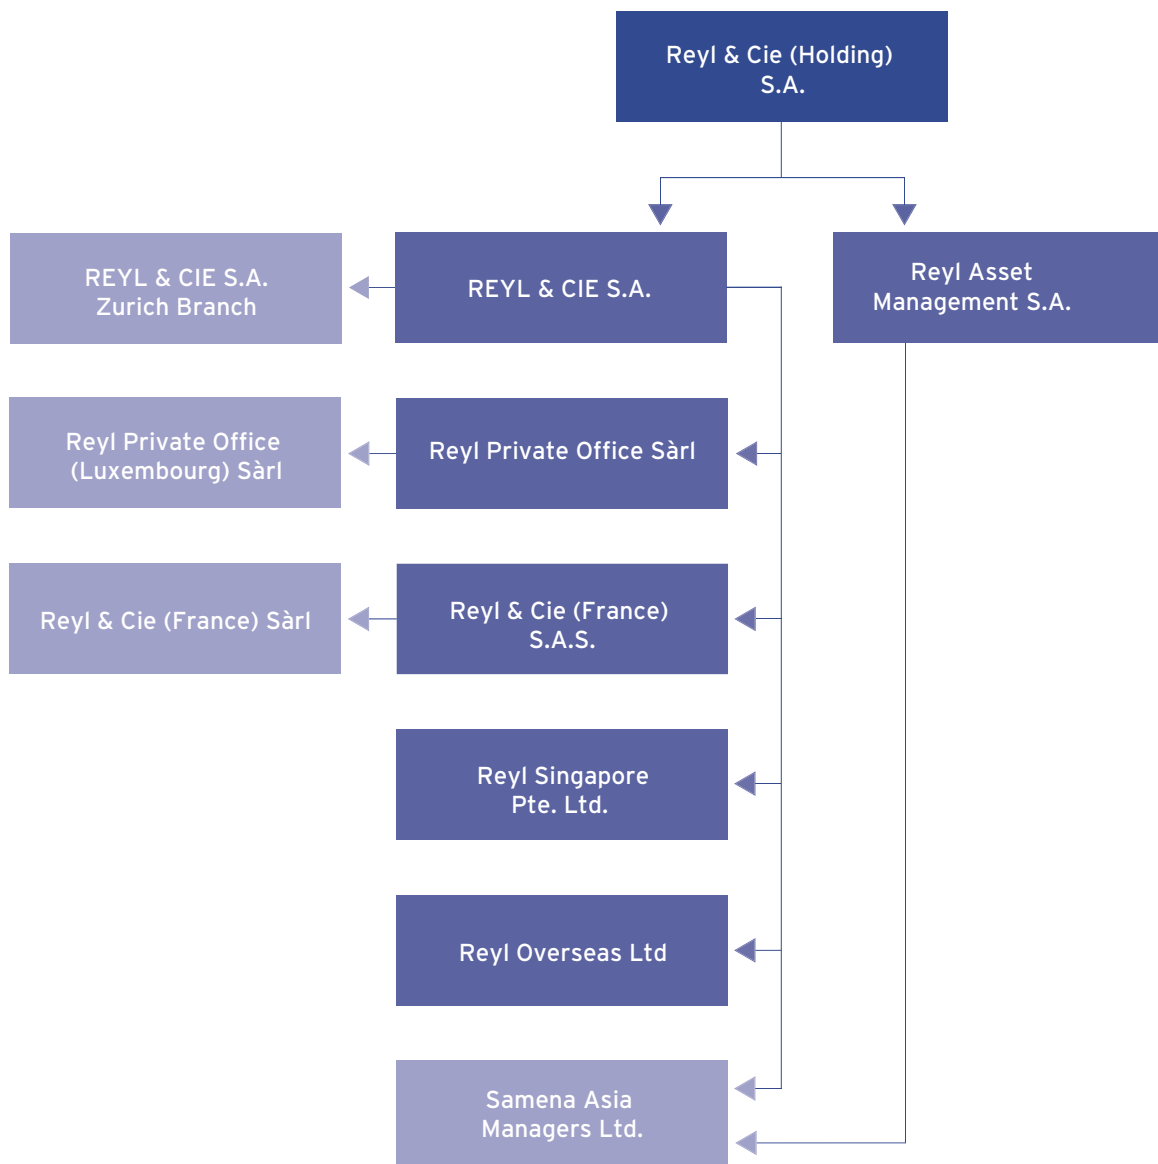 Reyl & Cie (Holding)
S.A.
REYL & CIE S.A.
Zurich Branch
REYL & CIE S.A.
Reyl Asset
Management S.A.
Reyl Private Office
(Luxembourg) Sàrl
Reyl Private Office Sàrl
Reyl & Cie (France) Sàrl
Reyl & Cie (France)
S.A.S.
Reyl Singapore
Pte. Ltd.
Reyl Overseas Ltd
Samena Asia
Managers Ltd.